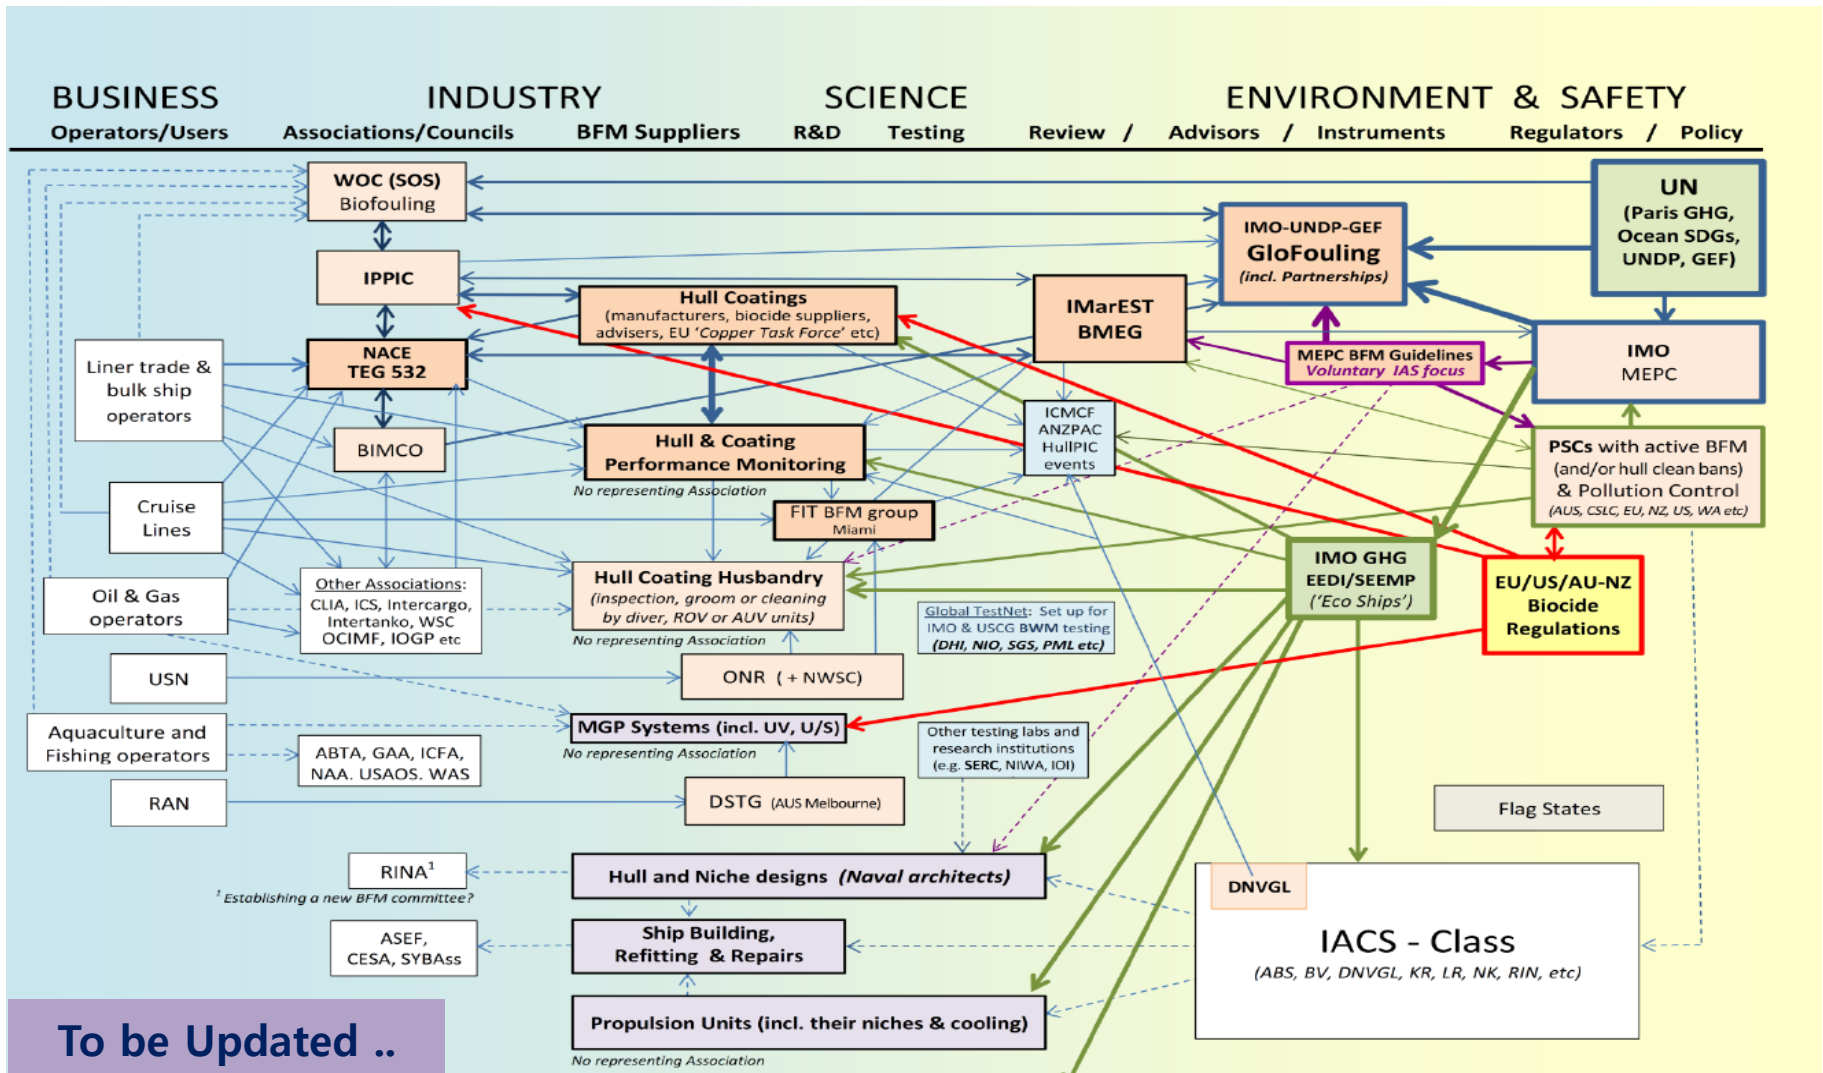 BUSINESS INDUSTRY SCIENCE ENVIRONMENT & SAFETY
Operators/Users Associations/Councils BFM Suppliers R&D Testing Review / Advisors / Instruments Regulators / Policy
WOC (SOS)
Biofouling
UN
(Paris GHG,
Ocean SDGs,
UNDP, GEF)
IMO-UNDP-GEF
GloFouling
(incl. Partnerships)
IPPIC
Hull Coatings
(manufacturers, biocide suppliers,
advisers, EU ‘Copper Task Force’ etc)
IMarEST
BMEG
NACE
TEG 532
MEPC BFM Guidelines
Voluntary IAS focus
IMO
MEPC
Liner trade &
bulk ship
operators
BIMCO
Hull & Coating
Performance Monitoring
No representing Association
ICMCF
ANZPAC
HullPIC
events
PSCs with active BFM
(and/or hull clean bans)
& Pollution Control
(AUS, CSLC, EU, NZ, US, WA etc)
Cruise
Lines
FIT BFM group
Miami
Oil & Gas
operators
Other Associations:
CLIA, ICS, Intercargo,
Intertanko, WSC
OCIMF, IOGP etc
Hull Coating Husbandry
(inspection, groom or cleaning
by diver, ROV or AUV units)
No representing Association
Global TestNet: Set up for
IMO & USCG BWM testing
(DHI, NIO, SGS, PML etc)
IMO GHG
EEDI/SEEMP
(‘Eco Ships’)
EU/US/AU-NZ
Biocide
Regulations
USN
ONR ( + NWSC)
Aquaculture and
Fishing operators
ABTA, GAA, ICFA,
NAA. USAOS. WAS
MGP Systems (incl. UV, U/S)
No representing Association
Other testing labs and
research institutions
(e.g. SERC, NIWA, IOI)
RAN
DSTG (AUS Melbourne)
Flag States
RINA¹
¹ Establishing a new BFM committee?
Hull and Niche designs (Naval architects)
DNVGL
IACS - Class
(ABS, BV, DNVGL, KR, LR, NK, RIN, etc)
ASEF,
CESA, SYBAss
Ship Building,
Refitting & Repairs
Propulsion Units (incl. their niches & cooling)
No representing Association
To be Updated ..